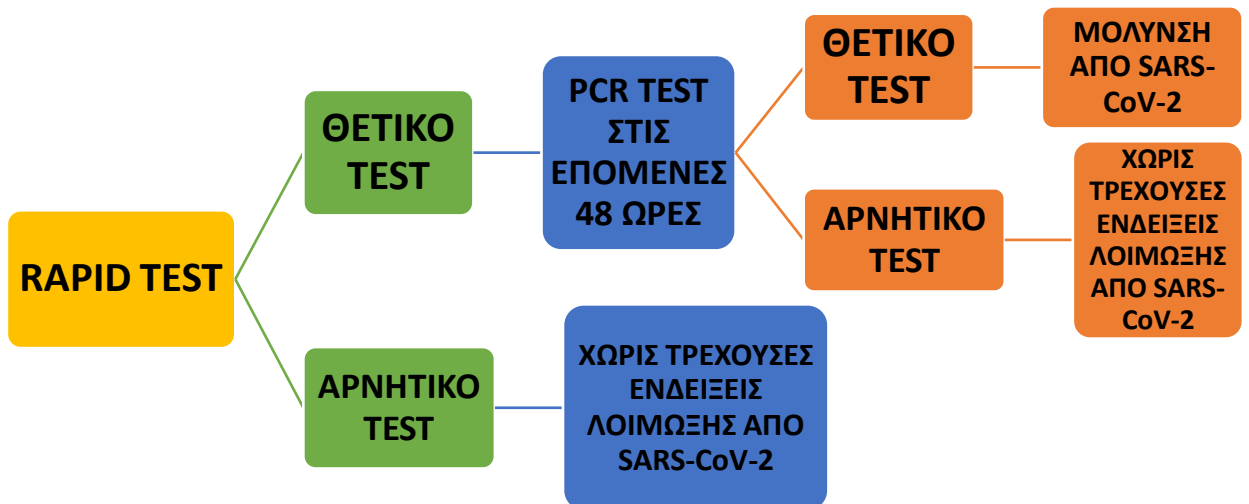 RAPID TEST
ΘΕΤΙΚΟ
TEST
PCR TEST
ΣΤΙΣ
ΕΠΟΜΕΝΕΣ
48 ΩΡΕΣ
ΘΕΤΙΚΟ
TEST
ΜΟΛΥΝΣΗ
ΑΠΟ SARS-
CoV-2
ΑΡΝΗΤΙΚΟ
TEST
ΧΩΡΙΣ
ΤΡΕΧΟΥΣΕΣ
ΕΝΔΕΙΞΕΙΣ
ΛΟΙΜΩΞΗΣ
ΑΠΟ SARS-
CoV-2
ΑΡΝΗΤΙΚΟ
TEST
ΧΩΡΙΣ ΤΡΕΧΟΥΣΕΣ
ΕΝΔΕΙΞΕΙΣ
ΛΟΙΜΩΞΗΣ ΑΠΟ
SARS-CoV-2